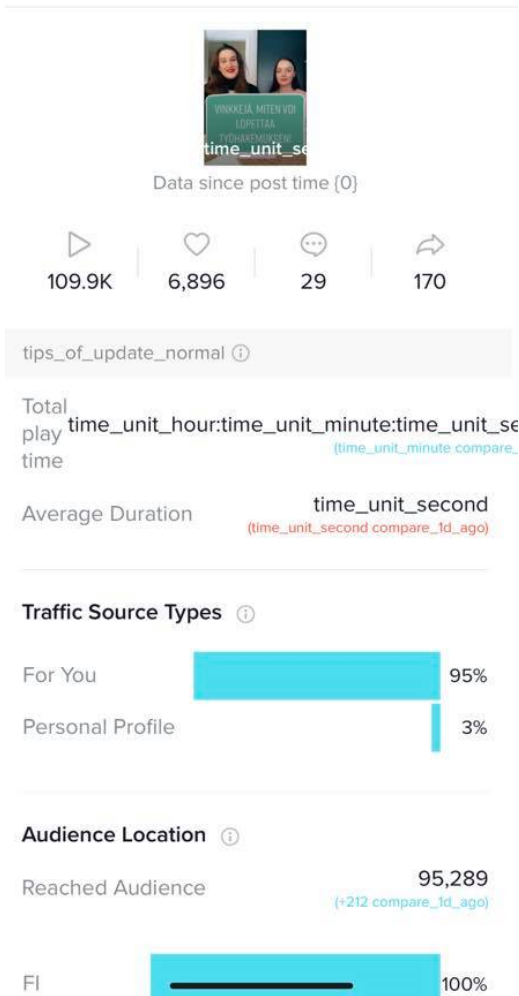 VINKKEJÄ, MITEN VOI
LOPETTAA
TYÖHAKEMUKSEN!
time_unit_se
Data since post time {0}
109.9K 6,896 29 170
tips_of_update_normal
Total
play
time
time_unit_hour:time_unit_minute:time_unit_se
(time_unit_minute compare_
Average Duration
time_unit_second
(time_unit_second compare_1d_ago)
Traffic Source Types
For You 95%
Personal Profile 3%
Audience Location
Reached Audience
95,289
(+212 compare_1d_ago)
FI 100%